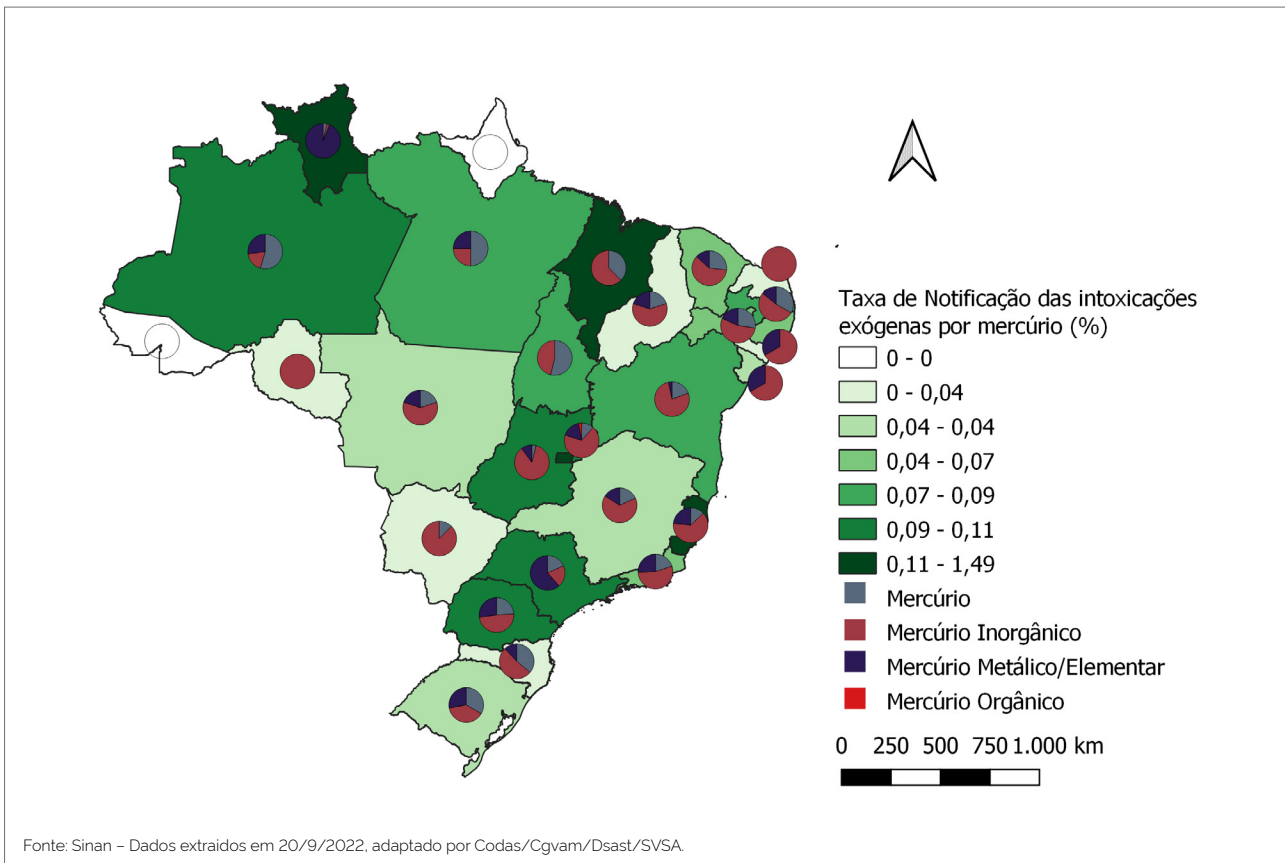 Taxa de Notificação das intoxicações
exógenas por mercúrio (%)
0 - 0
0 - 0,04
0,04 - 0,04
0,04 - 0,07
0,07 - 0,09
0,09 - 0,11
0,11 - 1,49
Mercúrio
Mercúrio Inorgânico
Mercúrio Metálico/Elementar
Mercúrio Orgânico
0 250 500 750 1.000 km
Fonte: Sinan – Dados extraidos em 20/9/2022, adaptado por Codas/Cgvam/Dsast/SVSA.